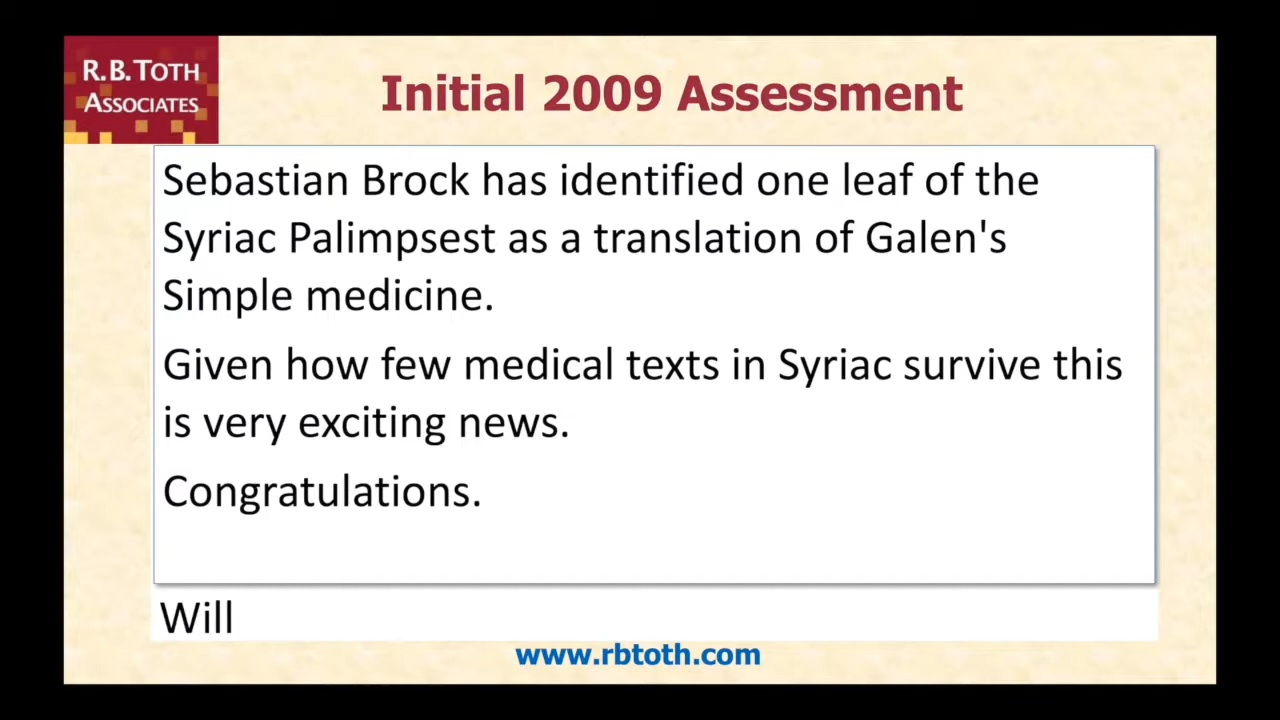 R.B.TOTH
ASSOCIATES
Initial 2009 Assessment
Sebastian Brock has identified one leaf of the
Syriac Palimpsest as a translation of Galen's
Simple medicine.
Given how few medical texts in Syriac survive this
is very exciting news.
Congratulations.
Will
www.rbtoth.com